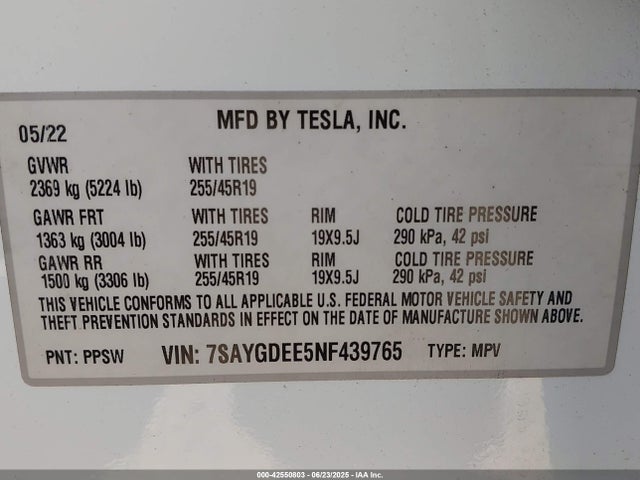 MFD BY TESLA, INC.
05/22
GVWR WITH TIRES
2369 kg (5224 lb) 255/45R19
GAWR FRT WITH TIRES RIM COLD TIRE PRESSURE
1363 kg (3004 lb) 255/45R19 19X9.5J 290 kPa, 42 psi
GAWR RR WITH TIRES RIM COLD TIRE PRESSURE
1500 kg (3306 lb) 255/45R19 19X9.5J 290 kPa, 42 psi
THIS VEHICLE CONFORMS TO ALL APPLICABLE U.S. FEDERAL MOTOR VEHICLE SAFETY AND
THEFT PREVENTION STANDARDS IN EFFECT ON THE DATE OF MANUFACTURE SHOWN ABOVE.
PNT: PPSW VIN: 7SAYGDEE5NF439765 TYPE: MPV
000-42550803 - 06/23/2025 - IAA Inc.